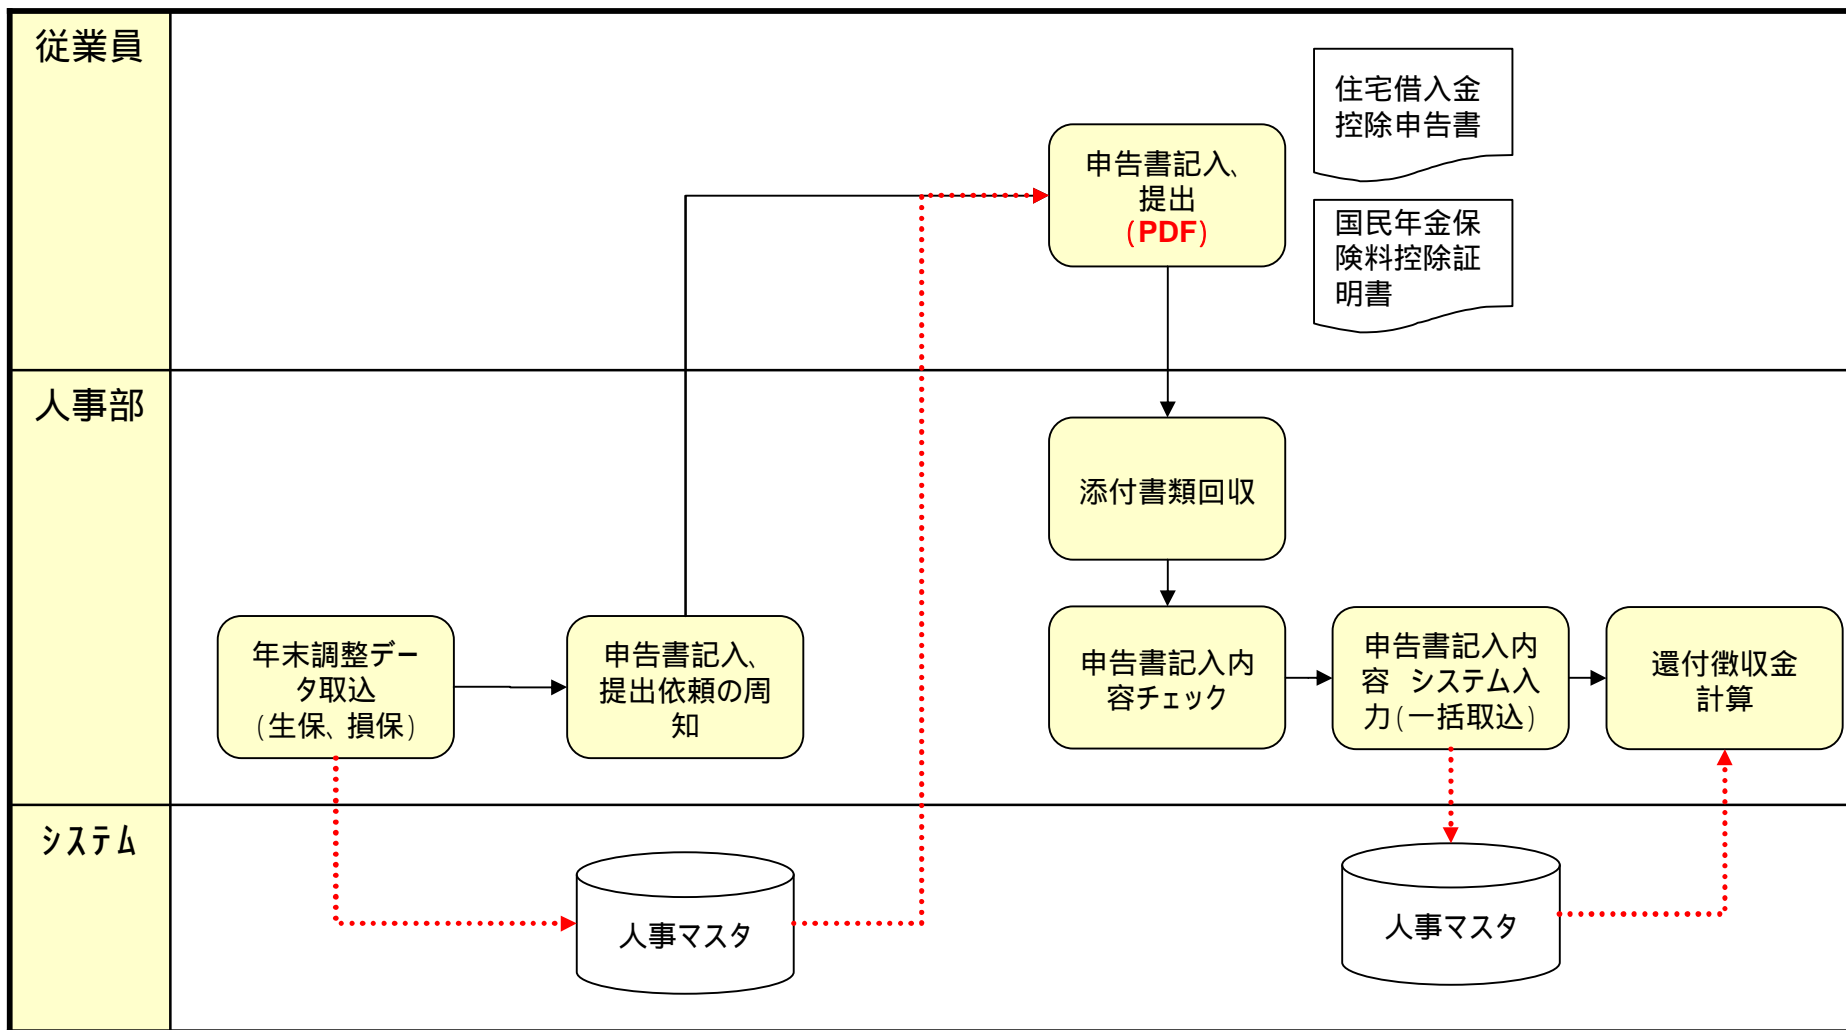 従業員
住宅借入金
控除申告書
申告書記入、
提出
(PDF)
国民年金保
険料控除証
明書
人事部
添付書類回収
年末調整デー
タ取込
(生保、損保)
申告書記入、
提出依頼の周
知
申告書記入内
容チェック
申告書記入内
容 システム入
力(一括取込)
還付徴収金
計算
システム
人事マスタ
人事マスタ